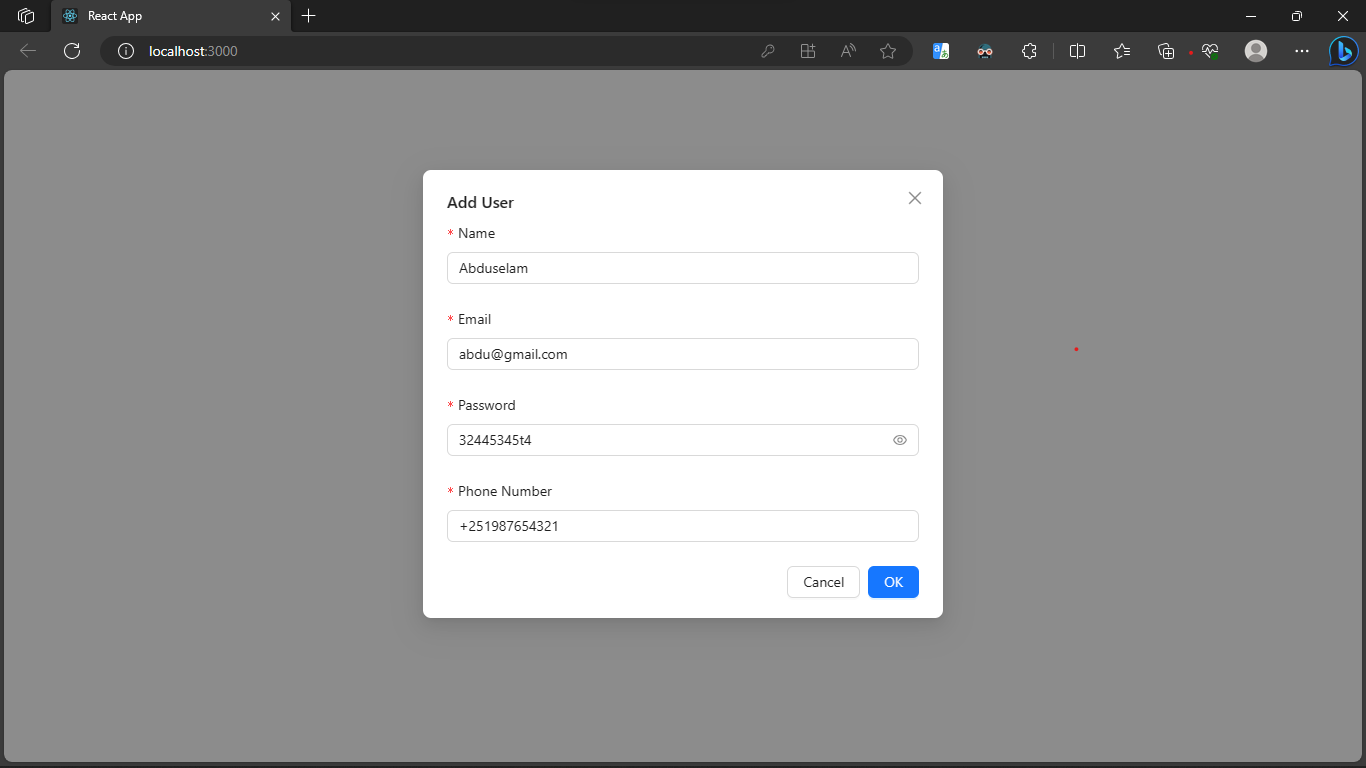 React App
localhost:3000
Add User
* Name
Abduselam
* Email
abdu@gmail.com
* Password
32445345t4
* Phone Number
+251987654321
Cancel
OK